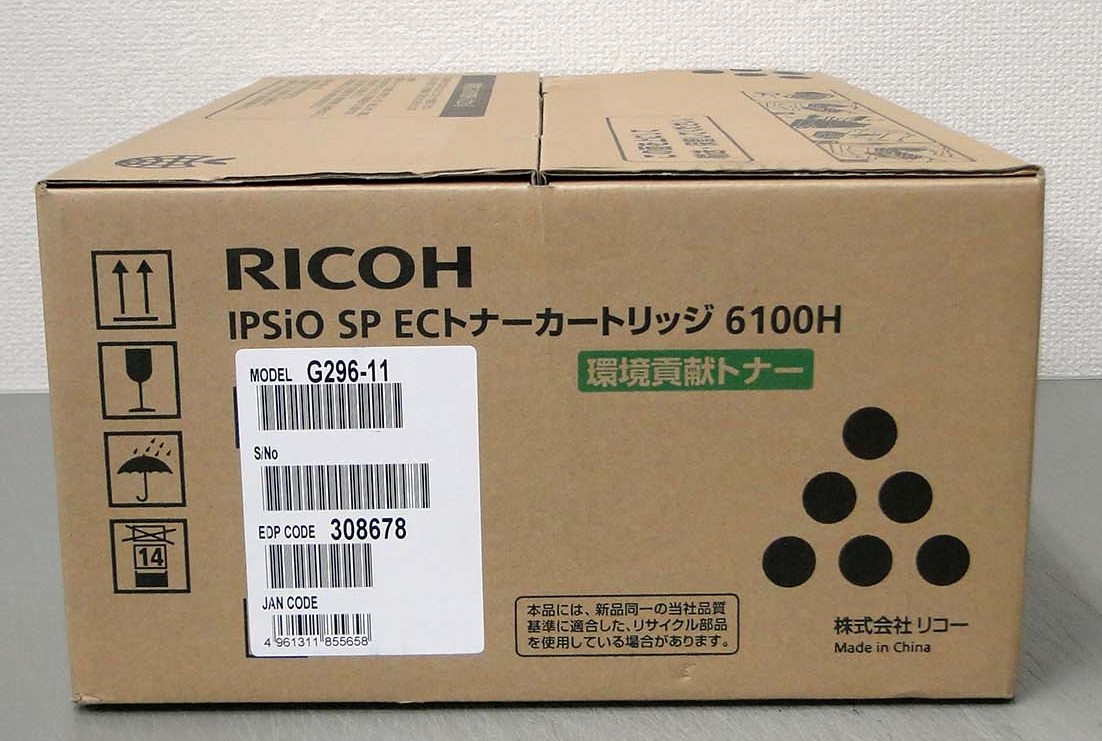 RICOH
IPSiO SP ECトナーカートリッジ 6100H
環境貢献トナー
MODEL G296-11
S/No
EDP CODE 308678
JAN CODE
4 961311 855658
14
本品には、新品同一の当社品質
基準に適合した、リサイクル部品
を使用している場合があります。
株式会社 リコー
Made in China